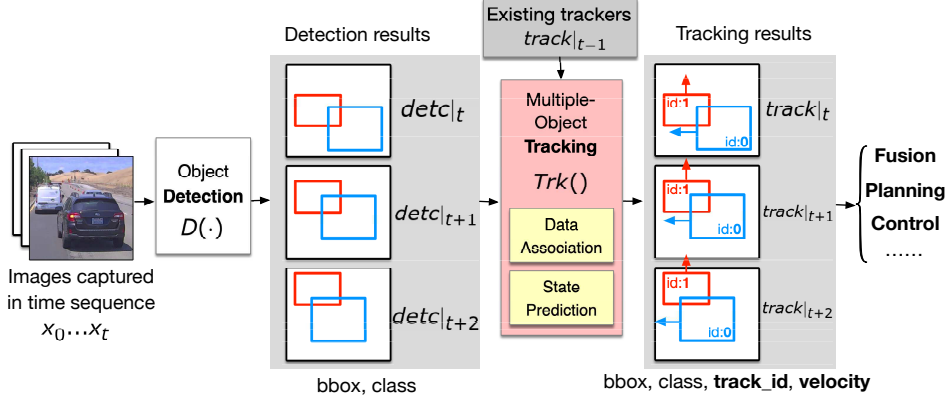 Existing trackers
track|t−1
Detection results
Tracking results
detc|t
detc|t+1
detc|t+2
Multiple-
Object
Tracking
Trk()
Data
Association
State
Prediction
id:1
id:0
track|t
id:1
id:0
track|t+1
id:1
id:0
track|t+2
Object
Detection
D(·)
Images captured
in time sequence
x0...xt
Fusion
Planning
Control
......
bbox, class
bbox, class, track_id, velocity